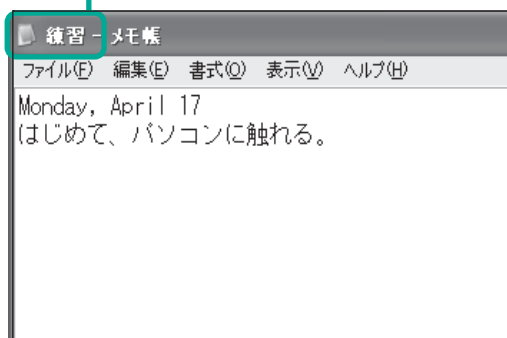 練習 - メモ帳
ファイル(F) 編集(E) 書式(O) 表示(V) ヘルプ(H)
Monday, April 17
はじめて、パソコンに触れる。